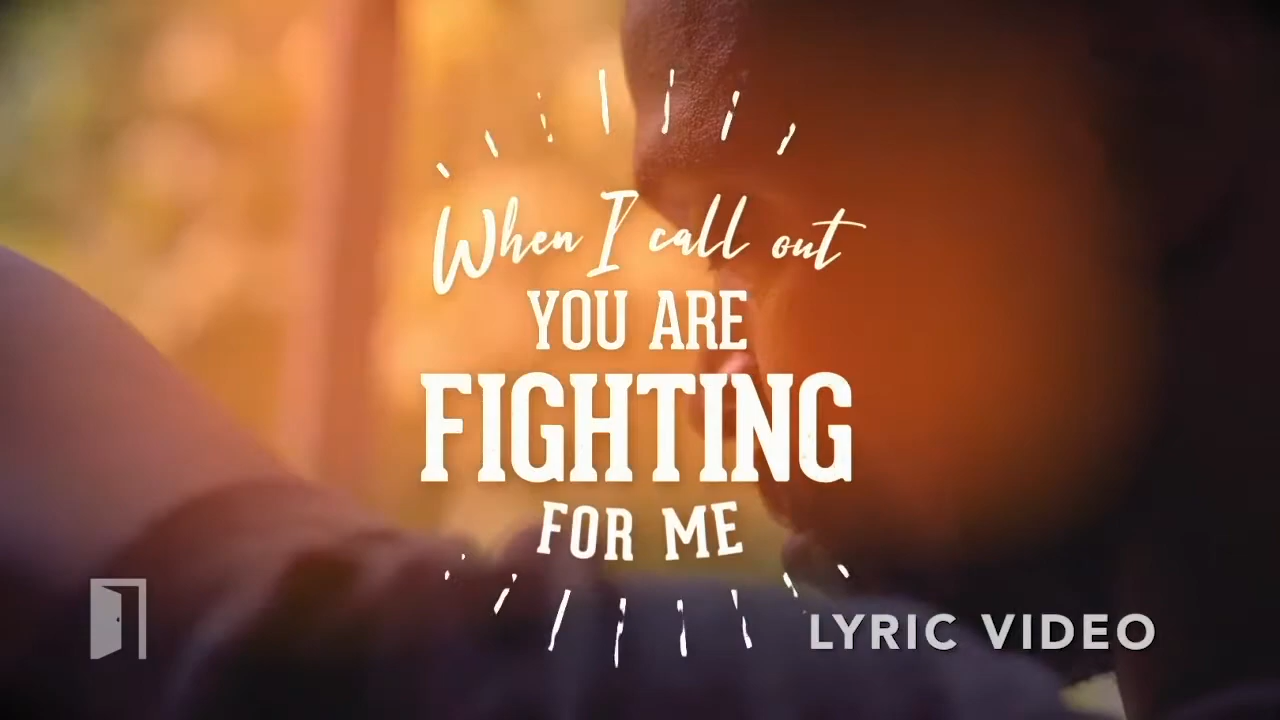 When I call out
YOU ARE
FIGHTING
FOR ME
LYRIC VIDEO